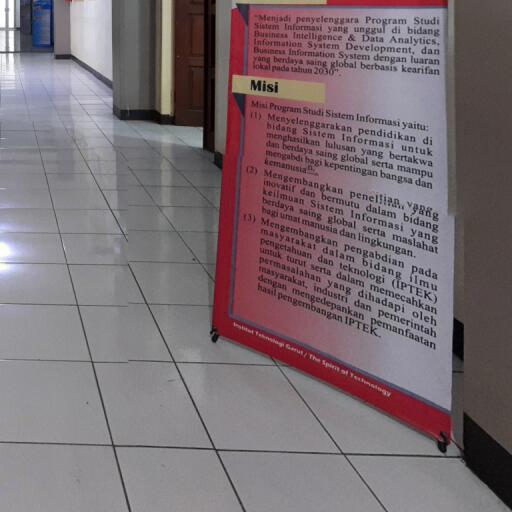 "Menjadi penyelenggara Program Studi
Sistem Informasi yang unggul di bidang
Business Intelligence & Data Analytics,
Information System Development, dan
Business Information System dengan luaran
yang berdaya saing global berbasis kearifan
lokal pada tahun 2030".
Misi
Misi Program Studi Sistem Informasi yaitu:
(1) Menyelenggarakan pendidikan di
bidang Sistem Informasi untuk
menghasilkan lulusan yang bertakwa
dan berdaya saing global serta mampu
mengabdi bagi kepentingan bangsa dan
kemanusiaan.
(2) Mengembangkan penelitian yang
inovatif dan bermutu dalam bidang
keilmuan Sistem Informasi yang
berdaya saing global serta maslahat
bagi umat manusia dan lingkungan.
(3) Mengembangkan pengabdian pada
masyarakat dalam bidang ilmu
pengetahuan dan teknologi (IPTEK)
untuk turut serta dalam memecahkan
permasalahan yang dihadapi oleh
masyarakat, industri dan pemerintah
dengan mengedepankan pemanfaatan
hasil pengembangan IPTEK.
Institut Teknologi Garut / The Spirit of Technology